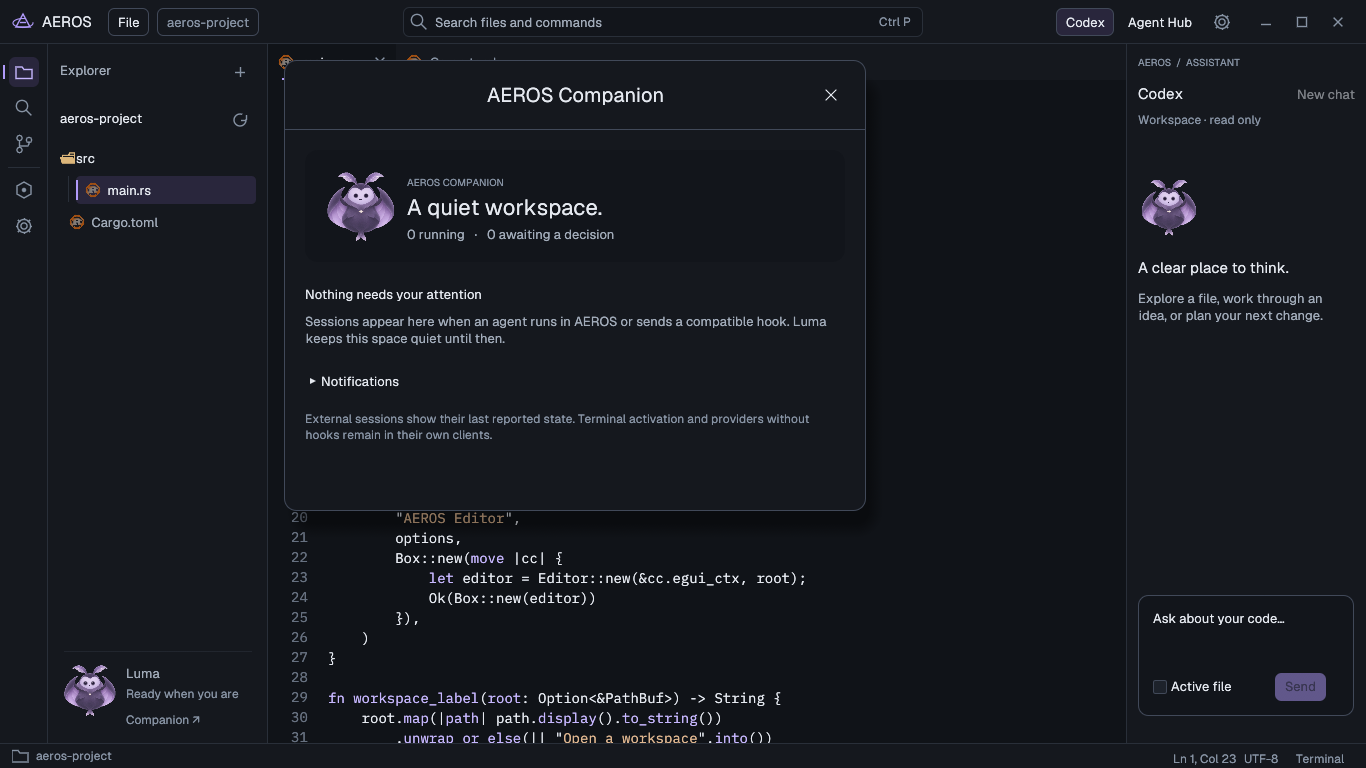 AEROS
File
aeros-project
Search files and commands
Ctrl P
Codex
Agent Hub
Explorer
aeros-project
src
main.rs
Cargo.toml
Luma
Ready when you are
Companion ↗
AEROS Companion
AEROS COMPANION
A quiet workspace.
0 running · 0 awaiting a decision
Nothing needs your attention
Sessions appear here when an agent runs in AEROS or sends a compatible hook. Luma
keeps this space quiet until then.
Notifications
External sessions show their last reported state. Terminal activation and providers without
hooks remain in their own clients.
20 "AEROS Editor",
21 options,
22 Box::new(move |cc| {
23 let editor = Editor::new(&cc.egui_ctx, root);
24 Ok(Box::new(editor))
25 }),
26 )
27 }
28
29 fn workspace_label(root: Option<&PathBuf>) -> String {
30 root.map(|path| path.display().to_string())
31 .unwrap_or_else(|| "Open a workspace".into())
AEROS / ASSISTANT
Codex
New chat
Workspace · read only
A clear place to think.
Explore a file, work through an
idea, or plan your next change.
Ask about your code…
Active file
Send
aeros-project
Ln 1, Col 23 UTF-8 Terminal